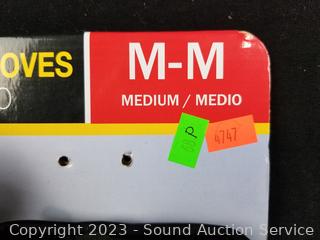 OVES
M-M
MEDIUM / MEDIO
P
4747
Copyright 2023 - Sound Auction Service